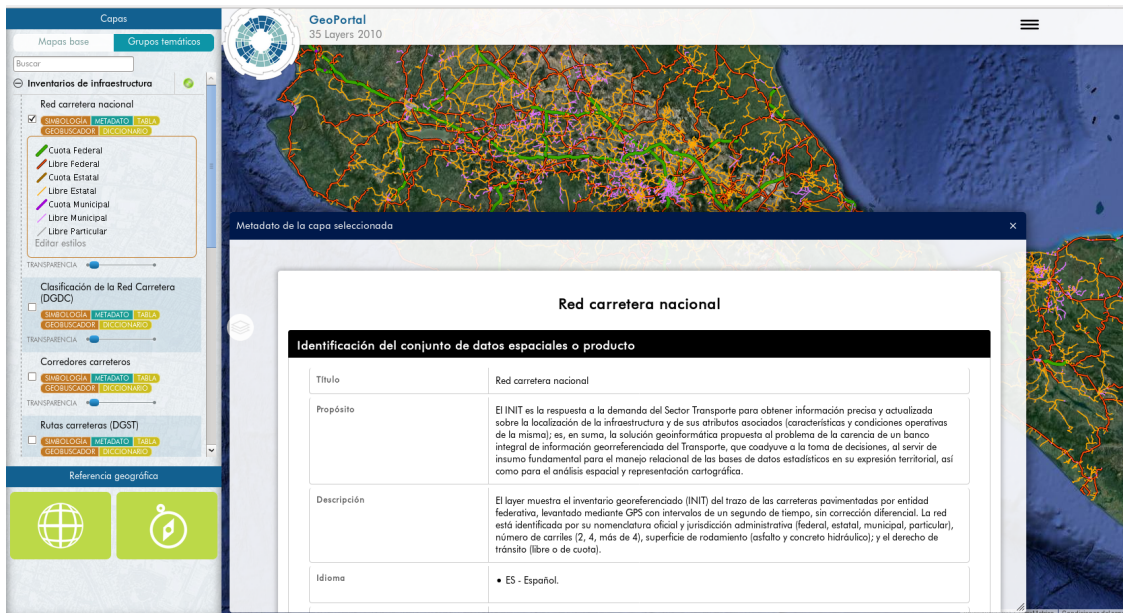 Capas
Mapas base
Grupos temáticos
Buscar
Inventarios de infraestructura
Red carretera nacional
SIMBOLOGÍA METADATO TABLA
GEOBUSCADOR DICCIONARIO
Cuota Federal
Libre Federal
Cuota Estatal
Libre Estatal
Cuota Municipal
Libre Municipal
Libre Particular
Editar estilos
TRANSPARENCIA
Clasificación de la Red Carretera
(DGDC)
SIMBOLOGÍA METADATO TABLA
GEOBUSCADOR DICCIONARIO
TRANSPARENCIA
Corredores carreteros
SIMBOLOGÍA METADATO TABLA
GEOBUSCADOR DICCIONARIO
TRANSPARENCIA
Rutas carreteras (DGST)
SIMBOLOGÍA METADATO TABLA
GEOBUSCADOR DICCIONARIO
Referencia geográfica
GeoPortal
35 Layers 2010
Metadato de la capa seleccionada
×
Red carretera nacional
Identificación del conjunto de datos espaciales o producto
Título
Red carretera nacional
Propósito
El INIT es la respuesta a la demanda del Sector Transporte para obtener información precisa y actualizada
sobre la localización de la infraestructura y de sus atributos asociados (características y condiciones operativas
de la misma); es, en suma, la solución geoinformática propuesta al problema de la carencia de un banco
integral de información georreferenciada del Transporte, que coadyuve a la toma de decisiones, al servir de
insumo fundamental para el manejo relacional de las bases de datos estadísticos en su expresión territorial, así
como para el análisis espacial y representación cartográfica.
Descripción
El layer muestra el inventario georeferenciado (INIT) del trazo de las carreteras pavimentadas por entidad
federativa, levantado mediante GPS con intervalos de un segundo de tiempo, sin corrección diferencial. La red
está identificada por su nomenclatura oficial y jurisdicción administrativa (federal, estatal, municipal, particular),
número de carriles (2, 4, más de 4), superficie de rodamiento (asfalto y concreto hidráulico); y el derecho de
tránsito (libre o de cuota).
Idioma
• ES - Español.